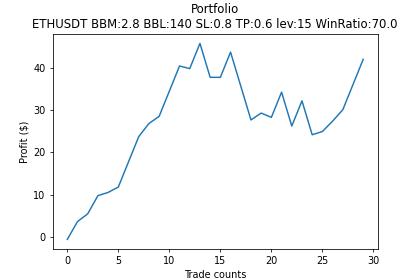 Portfolio
ETHUSDT BBM:2.8 BBL:140 SL:0.8 TP:0.6 lev:15 WinRatio:70.0
40
30
20
10
0
Profit ($)
0 5 10 15 20 25 30
Trade counts